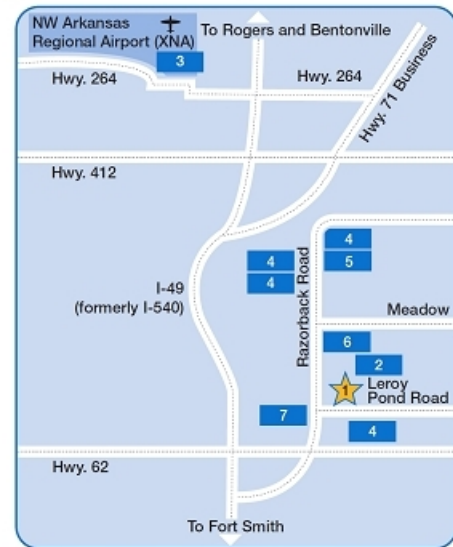 NW Arkansas
Regional Airport (XNA)
To Rogers and Bentonville
3
Hwy. 264
Hwy. 264
Hwy. 71 Business
Hwy. 412
4
5
4
4
Razorback Road
I-49
(formerly I-540)
Meadow
6
2
1
Leroy
Pond Road
7
4
Hwy. 62
To Fort Smith